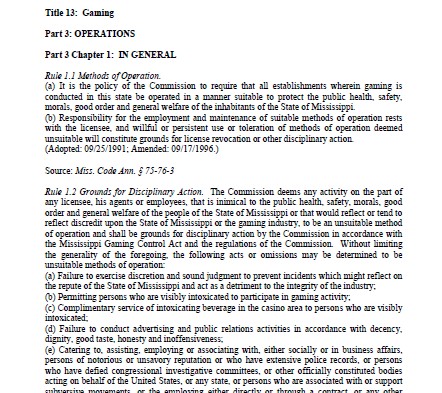 Title 13: Gaming
Part 3: OPERATIONS
Part 3 Chapter 1: IN GENERAL
Rule 1.1 Methods of Operation.
(a) It is the policy of the Commission to require that all establishments wherein gaming is
conducted in this state be operated in a manner suitable to protect the public health, safety,
morals, good order and general welfare of the inhabitants of the State of Mississippi.
(b) Responsibility for the employment and maintenance of suitable methods of operation rests
with the licensee, and willful or persistent use or toleration of methods of operation deemed
unsuitable will constitute grounds for license revocation or other disciplinary action.
(Adopted: 09/25/1991; Amended: 09/17/1996.)
Source: Miss. Code Ann. § 75-76-3
Rule 1.2 Grounds for Disciplinary Action. The Commission deems any activity on the part of
any licensee, his agents or employees, that is inimical to the public health, safety, morals, good
order and general welfare of the people of the State of Mississippi or that would reflect or tend to
reflect discredit upon the State of Mississippi or the gaming industry, to be an unsuitable method
of operation and shall be grounds for disciplinary action by the Commission in accordance with
the Mississippi Gaming Control Act and the regulations of the Commission. Without limiting
the generality of the foregoing, the following acts or omissions may be determined to be
unsuitable methods of operation:
(a) Failure to exercise discretion and sound judgment to prevent incidents which might reflect on
the repute of the State of Mississippi and act as a detriment to the integrity of the industry;
(b) Permitting persons who are visibly intoxicated to participate in gaming activity;
(c) Complimentary service of intoxicating beverage in the casino area to persons who are visibly
intoxicated;
(d) Failure to conduct advertising and public relations activities in accordance with decency,
dignity, good taste, honesty and inoffensiveness;
(e) Catering to, assisting, employing or associating with, either socially or in business affairs,
persons of notorious or unsavory reputation or who have extensive police records, or persons
who have defied congressional investigative committees, or other officially constituted bodies
acting on behalf of the United States, or any state, or persons who are associated with or support
subversive movements, or the employing either directly or through a contract, or any other